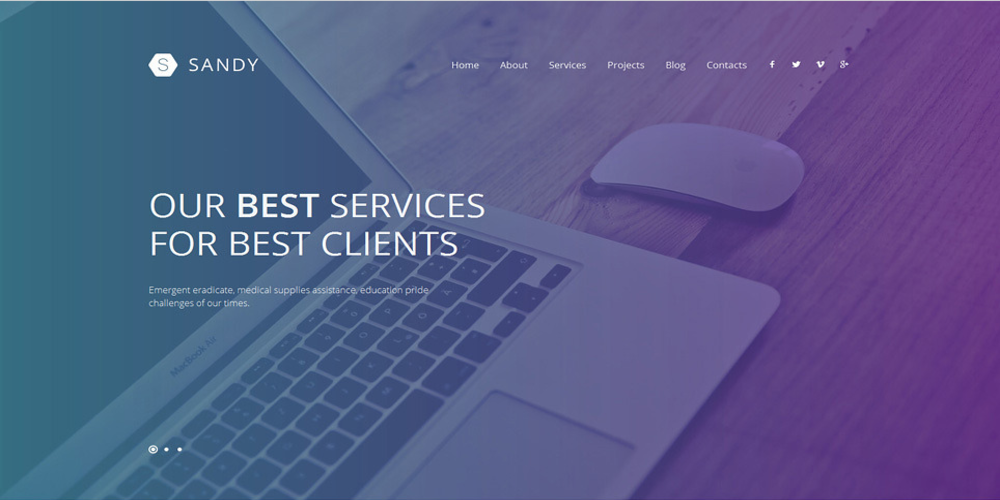 S SANDY
Home About Services Projects Blog Contacts
OUR BEST SERVICES
FOR BEST CLIENTS
Emergent eradicate, medical supplies assistance, education pride
challenges of our times.
MacBook Air